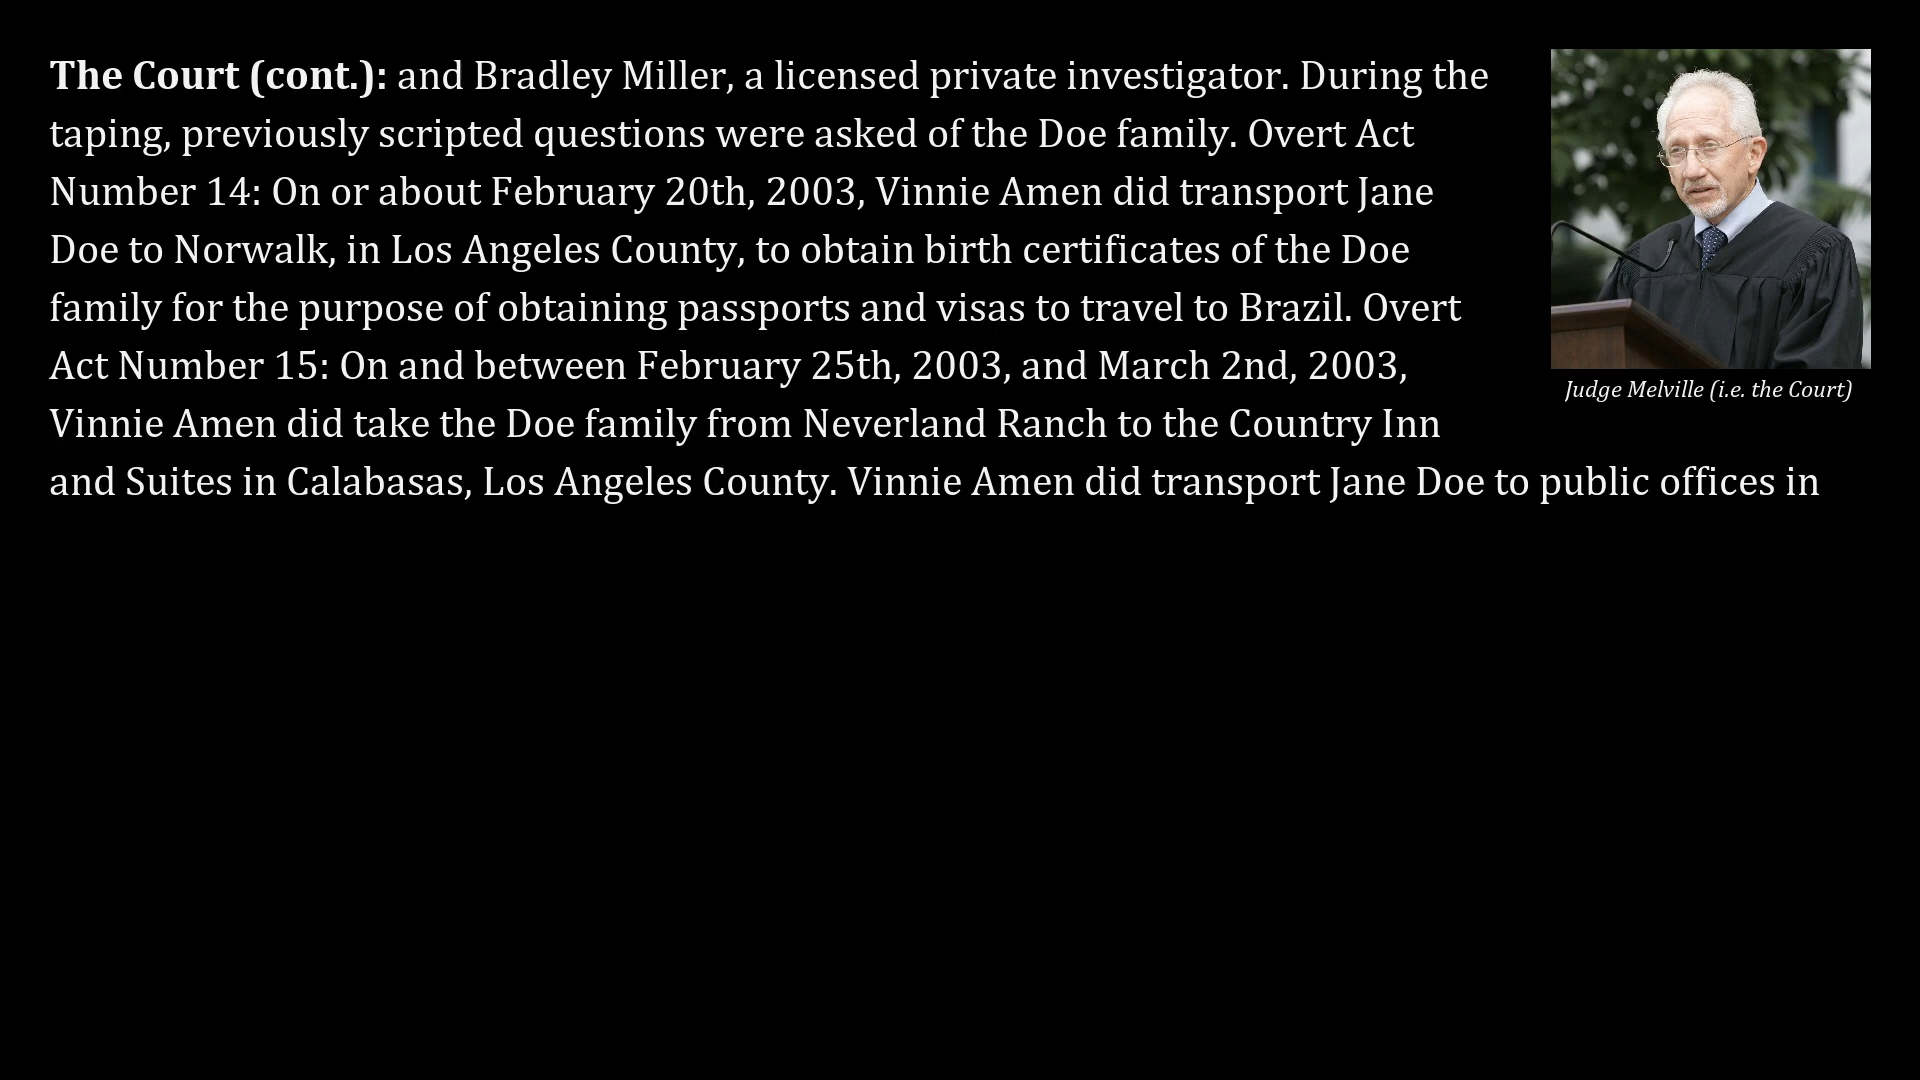 The Court (cont.): and Bradley Miller, a licensed private investigator. During the
taping, previously scripted questions were asked of the Doe family. Overt Act
Number 14: On or about February 20th, 2003, Vinnie Amen did transport Jane
Doe to Norwalk, in Los Angeles County, to obtain birth certificates of the Doe
family for the purpose of obtaining passports and visas to travel to Brazil. Overt
Act Number 15: On and between February 25th, 2003, and March 2nd, 2003,
Vinnie Amen did take the Doe family from Neverland Ranch to the Country Inn
and Suites in Calabasas, Los Angeles County. Vinnie Amen did transport Jane Doe to public offices in
Judge Melville (i.e. the Court)